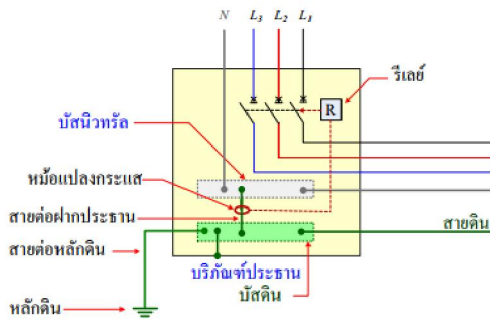 N L3 L2 L1
รีเลย์
R
บัสนิวทรัล
หม้อแปลงกระแส
สายต่อฝากประธาน
สายดิน
สายต่อหลักดิน
บริภัณฑ์ประธาน
บัสดิน
หลักดิน